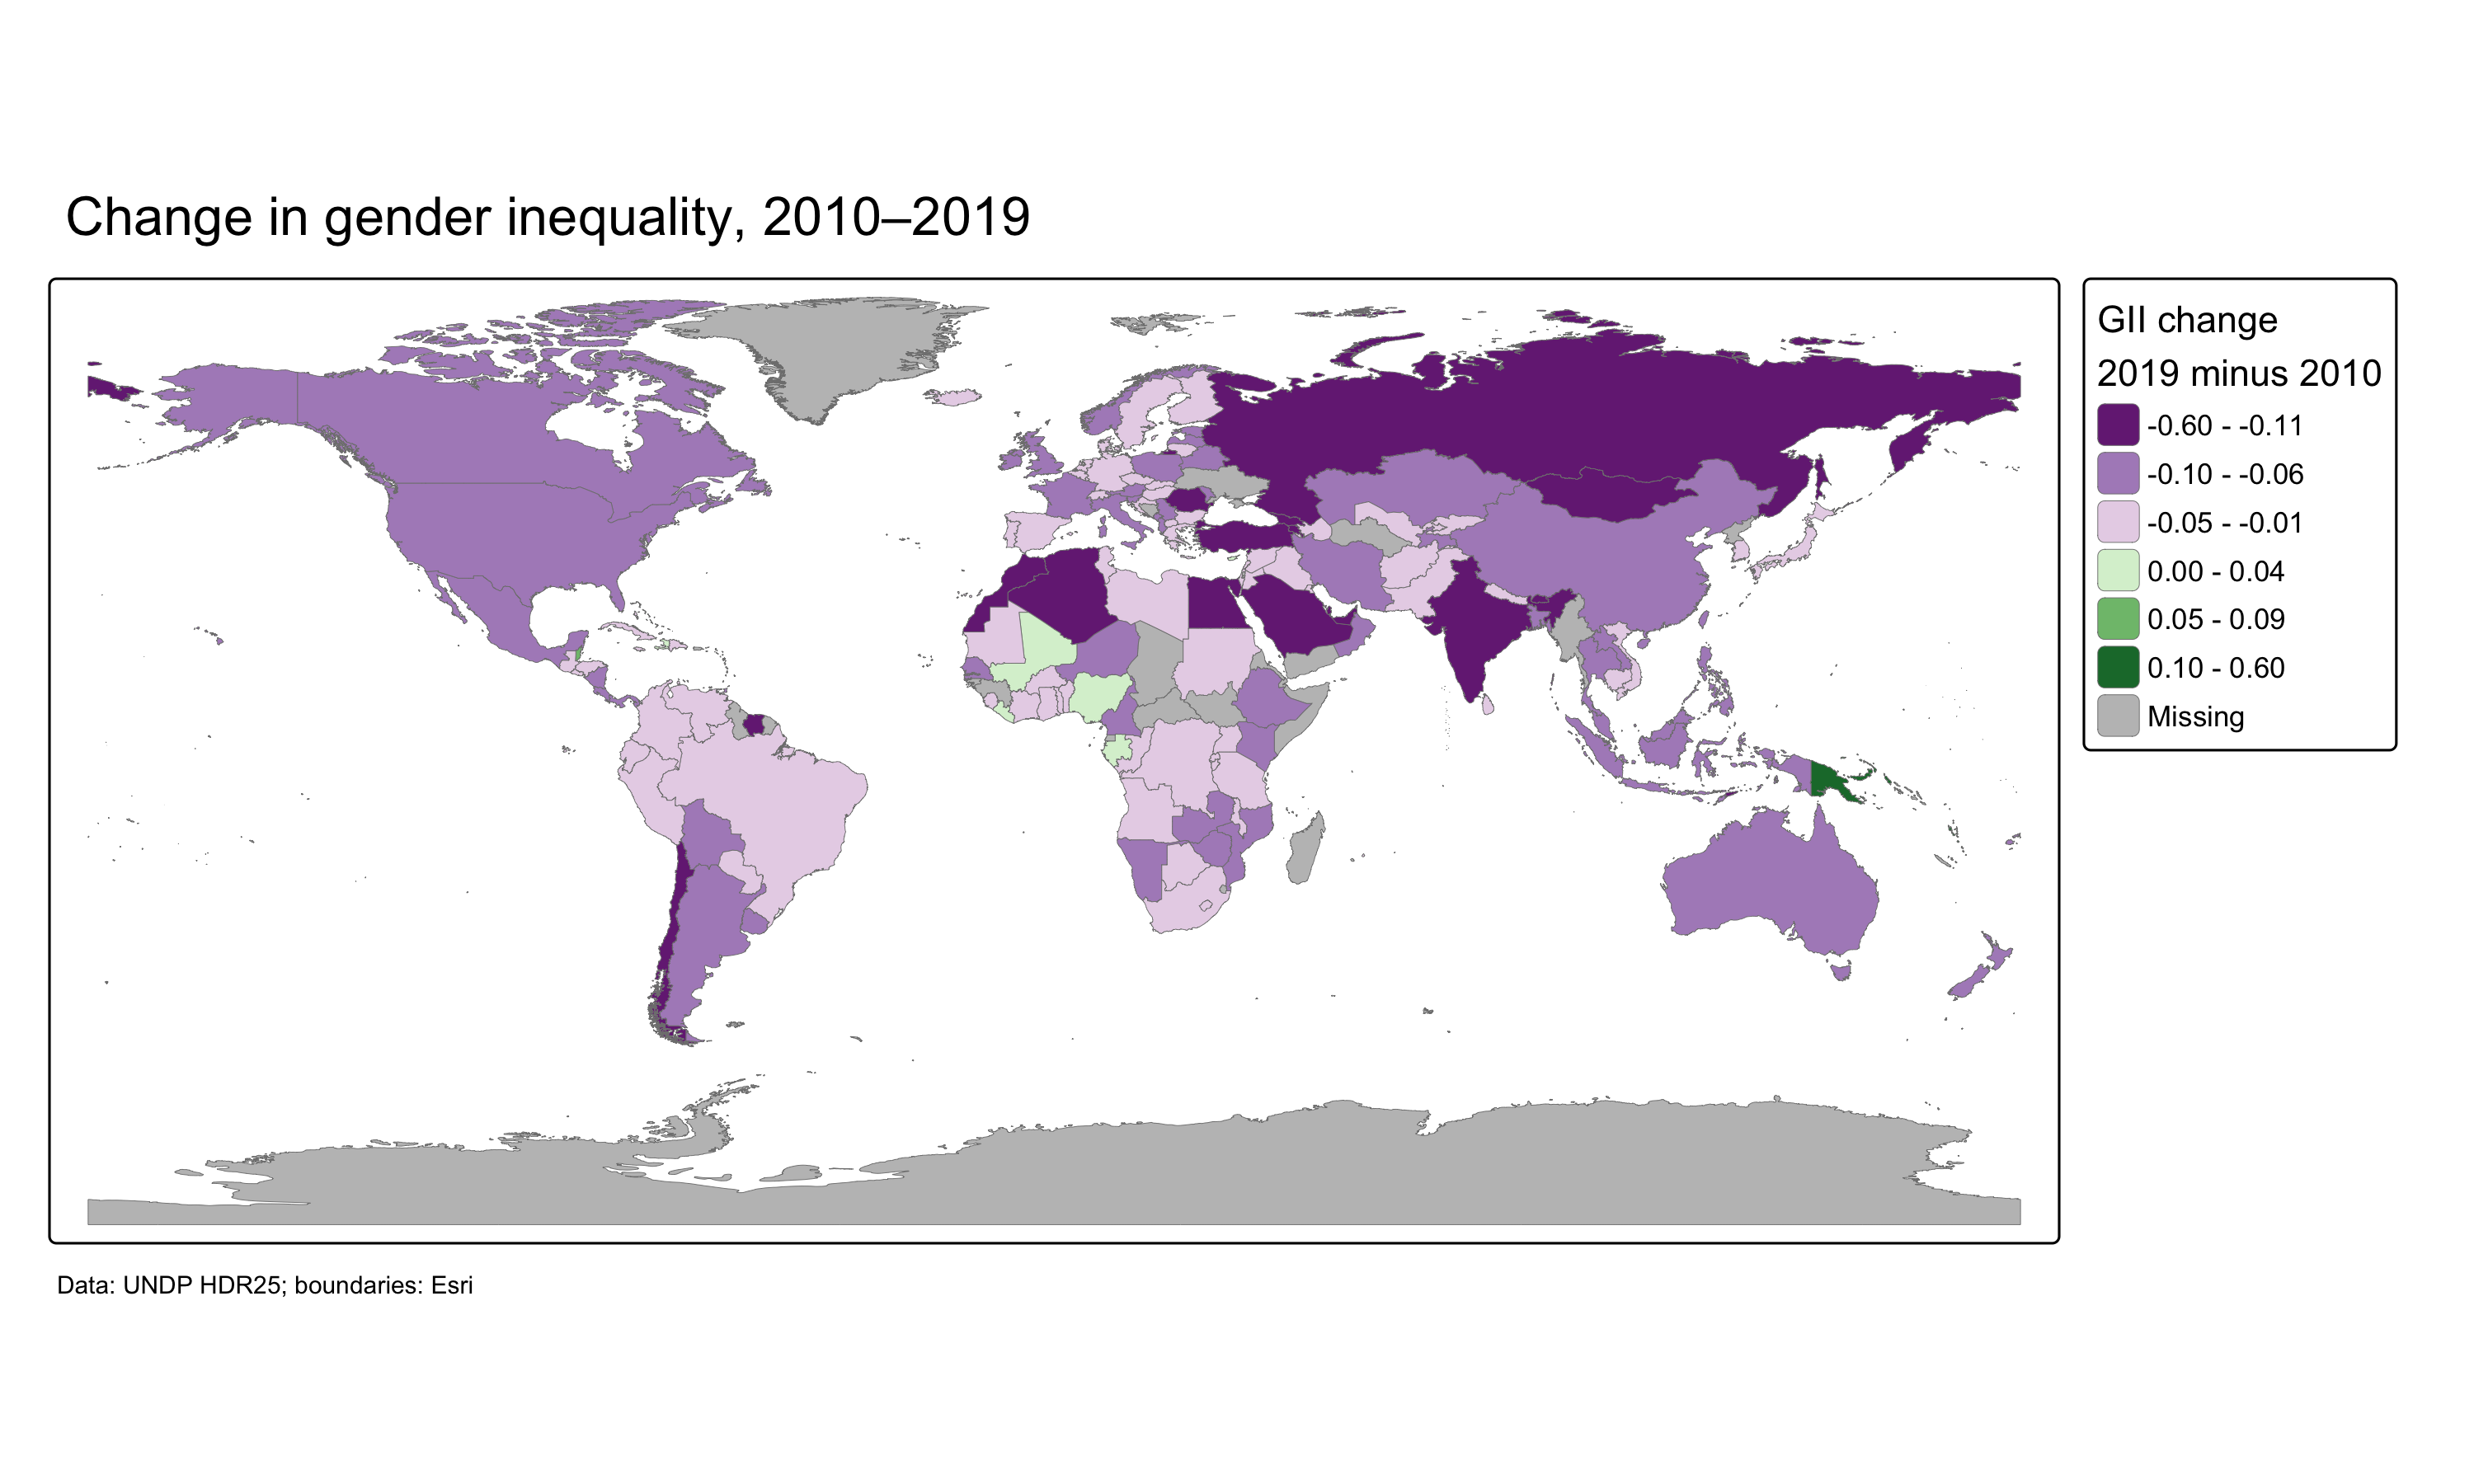 Change in gender inequality, 2010–2019
GII change
2019 minus 2010
-0.60 - -0.11
-0.10 - -0.06
-0.05 - -0.01
0.00 - 0.04
0.05 - 0.09
0.10 - 0.60
Missing
Data: UNDP HDR25; boundaries: Esri